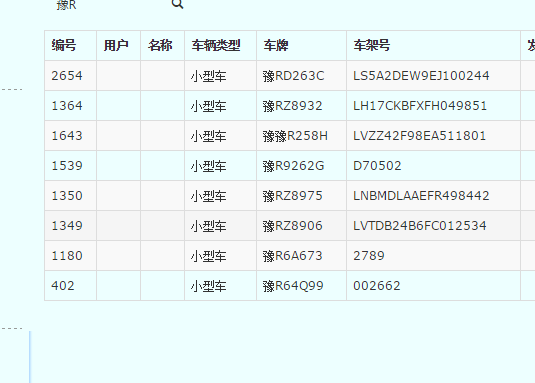 豫R
编号 用户 名称 车辆类型 车牌 车架号
2654 小型车 豫RD263C LS5A2DEW9EJ100244
1364 小型车 豫RZ8932 LH17CKBFXFH049851
1643 小型车 豫豫R258H LVZZ42F98EA511801
1539 小型车 豫R9262G D70502
1350 小型车 豫RZ8975 LNBMDLAAEFR498442
1349 小型车 豫RZ8906 LVTDB24B6FC012534
1180 小型车 豫R6A673 2789
402 小型车 豫R64Q99 002662